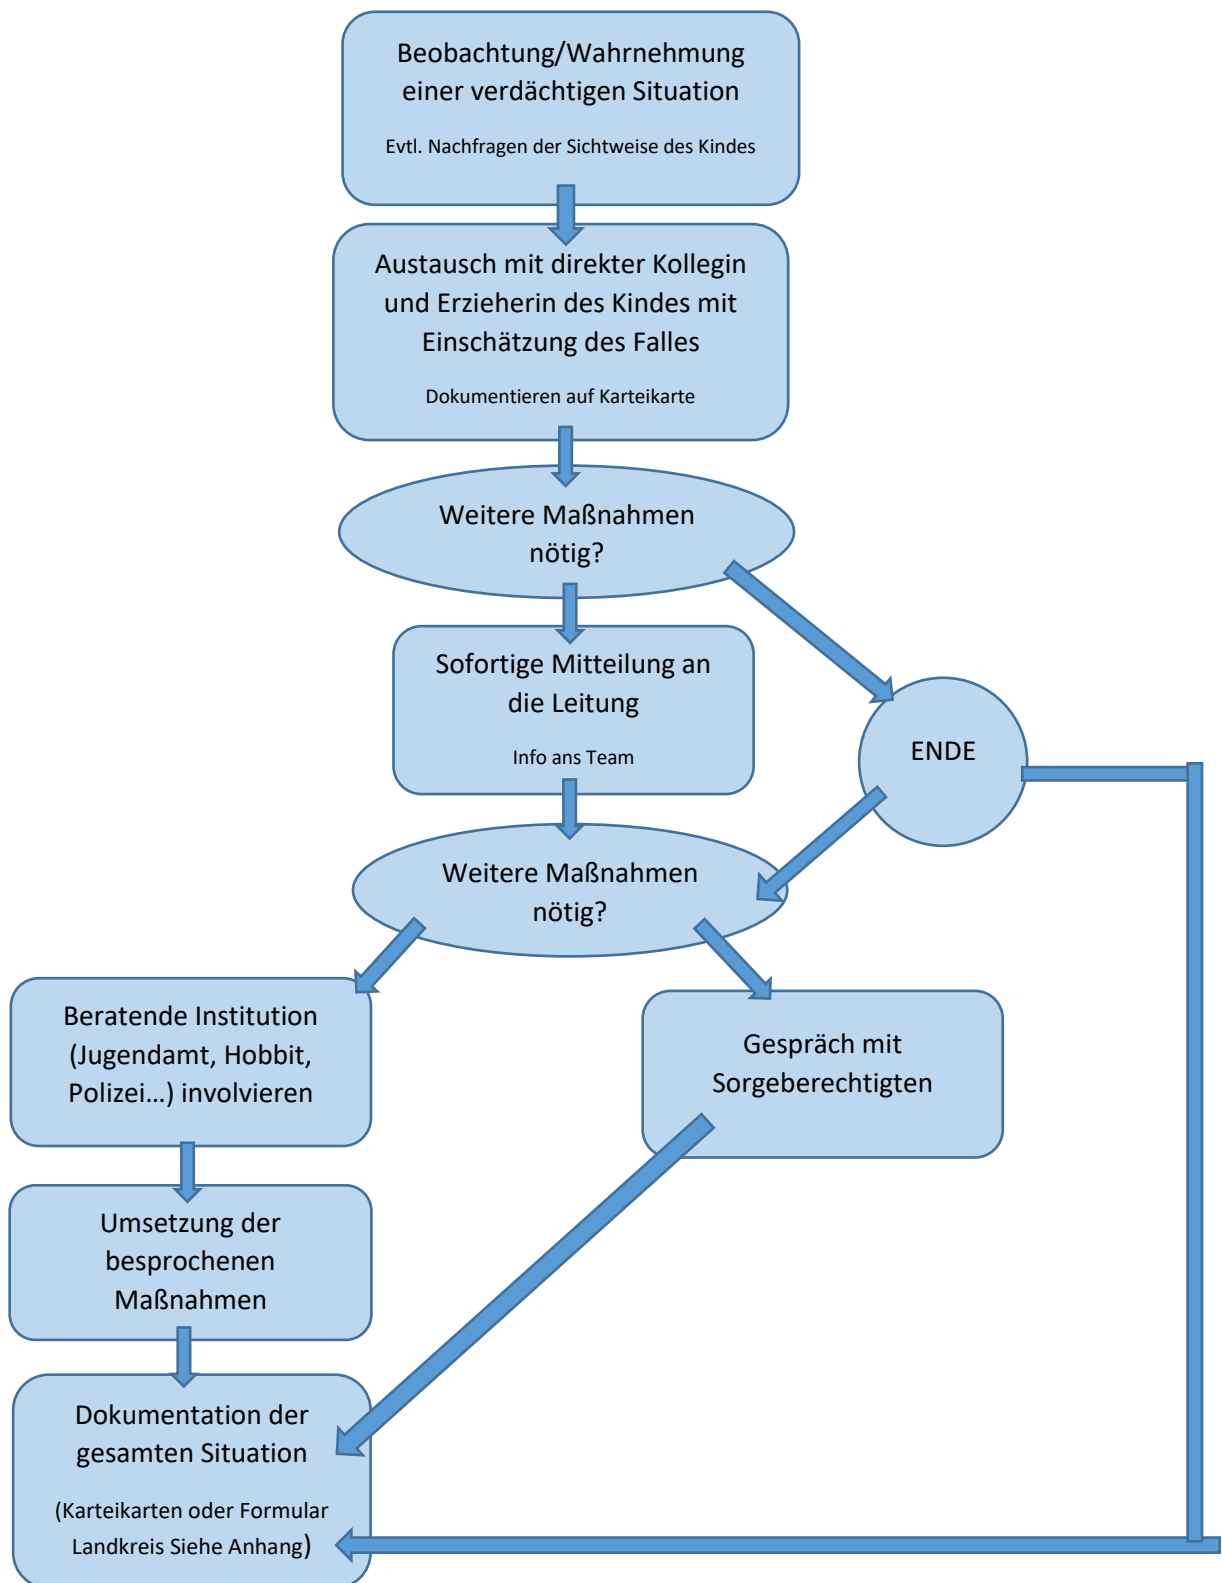 Beobachtung/Wahrnehmung
einer verdächtigen Situation
Evtl. Nachfragen der Sichtweise des Kindes
Austausch mit direkter Kollegin
und Erzieherin des Kindes mit
Einschätzung des Falles
Dokumentieren auf Karteikarte
Weitere Maßnahmen
nötig?
Sofortige Mitteilung an
die Leitung
Info ans Team
ENDE
Weitere Maßnahmen
nötig?
Beratende Institution
(Jugendamt, Hobbit,
Polizei...) involvieren
Gespräch mit
Sorgeberechtigten
Umsetzung der
besprochenen
Maßnahmen
Dokumentation der
gesamten Situation
(Karteikarten oder Formular
Landkreis Siehe Anhang)